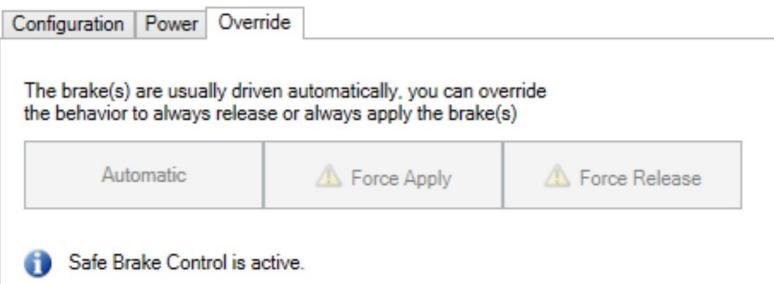 Configuration Power Override
The brake(s) are usually driven automatically, you can override
the behavior to always release or always apply the brake(s)
Automatic Force Apply Force Release
Safe Brake Control is active.